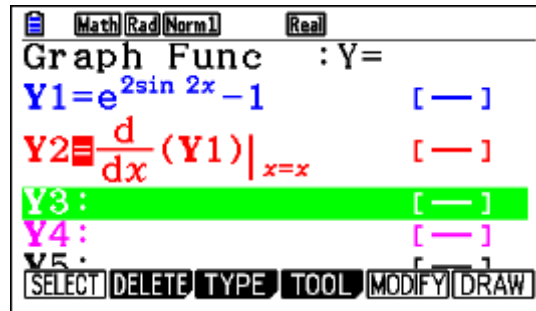 Math Rad Norm1 Real
Graph Func :Y=
Y1=e^(2sin 2x)−1 [—]
Y2=d/dx(Y1)|x=x [—]
Y3: [—]
Y4: [—]
Y5: [—]
SELECT DELETE TYPE TOOL MODIFY DRAW